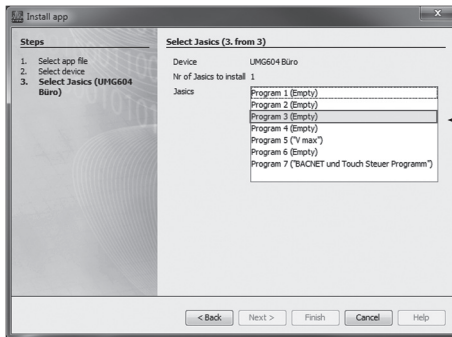 Install app
Steps
1. Select app file
2. Select device
3. Select Jasics (UMG604
Büro)
Select Jasics (3. from 3)
Device UMG604 Büro
Nr of Jasics to install 1
Jasics
Program 1 (Empty)
Program 2 (Empty)
Program 3 (Empty)
Program 4 (Empty)
Program 5 ("V max")
Program 6 (Empty)
Program 7 ("BACNET und Touch Steuer Programm")
< Back
Next >
Finish
Cancel
Help